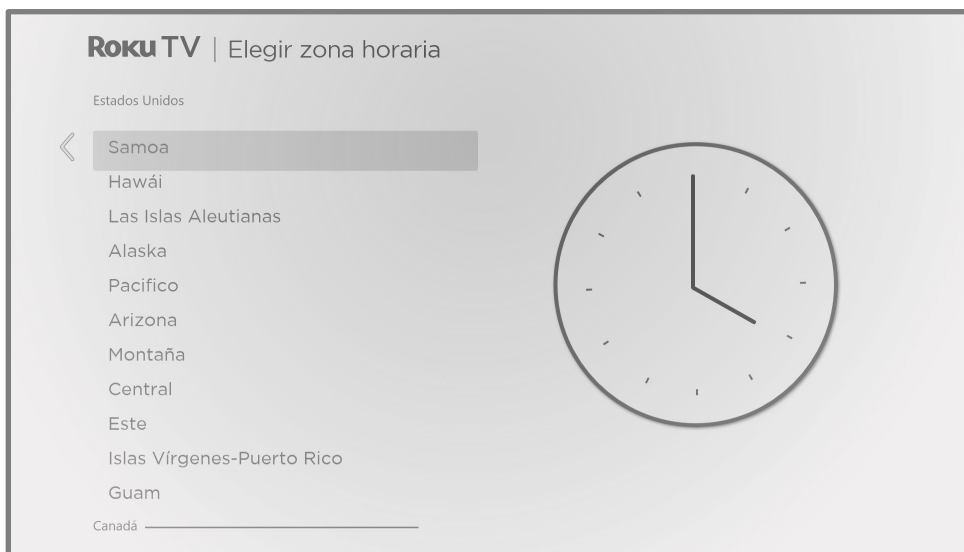 Roku TV | Elegir zona horaria
Estados Unidos
Samoa
Hawái
Las Islas Aleutianas
Alaska
Pacifico
Arizona
Montaña
Central
Este
Islas Vírgenes-Puerto Rico
Guam
Canadá